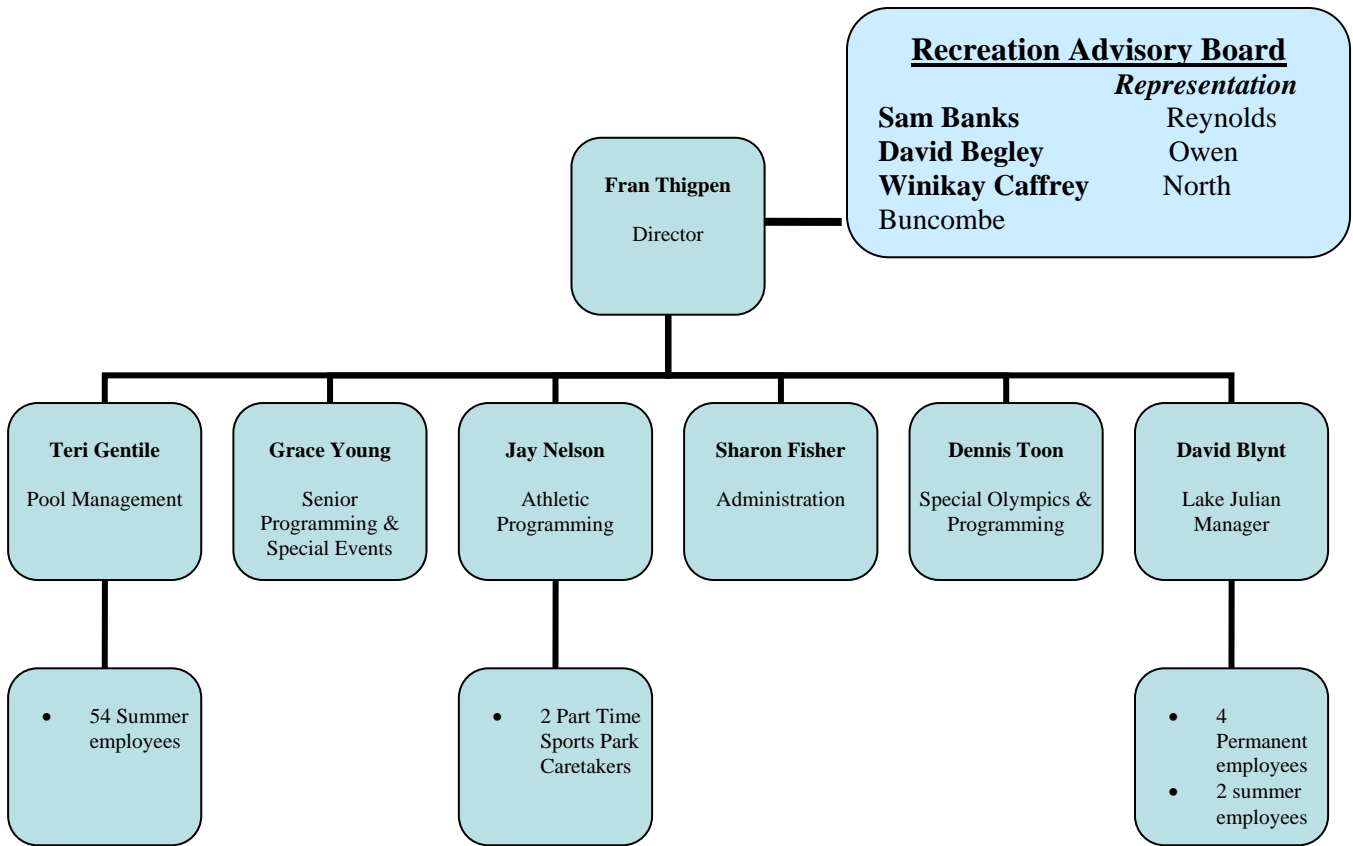 Recreation Advisory Board
Representation
Sam Banks Reynolds
David Begley Owen
Winikay Caffrey North
Buncombe
Fran Thigpen
Director
Teri Gentile
Pool Management
Grace Young
Senior
Programming &
Special Events
Jay Nelson
Athletic
Programming
Sharon Fisher
Administration
Dennis Toon
Special Olympics &
Programming
David Blynt
Lake Julian
Manager
• 54 Summer
employees
• 2 Part Time
Sports Park
Caretakers
• 4
Permanent
employees
• 2 summer
employees